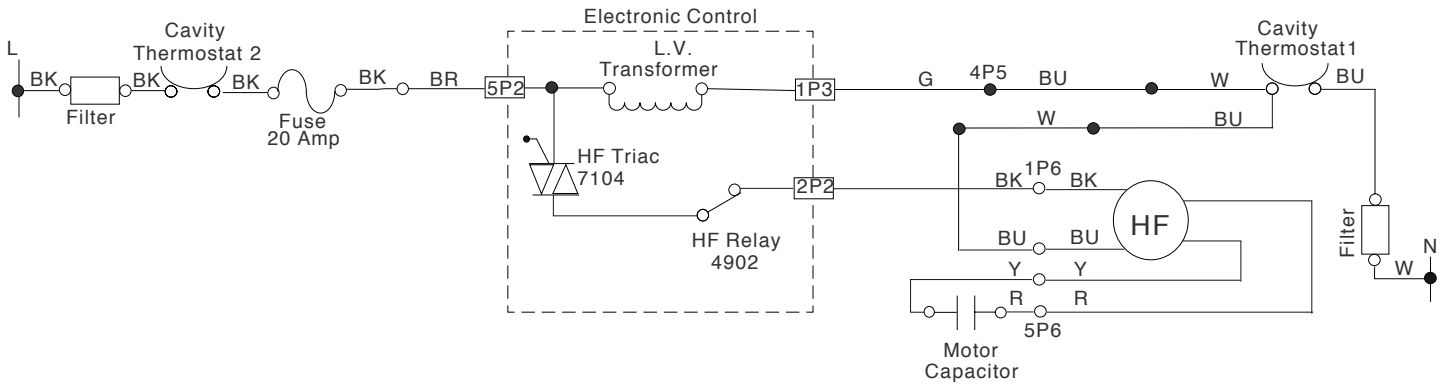 Electronic Control
L
Cavity
Thermostat 2
L.V.
Transformer
Cavity
Thermostat1
BK
BK
BK
BK
BR
5P2
1P3
G
4P5
BU
W
BU
Filter
Fuse
20 Amp
W
BU
HF Triac
7104
1P6
2P2
BK
BK
HF
HF Relay
4902
BU
BU
Filter
N
W
Y
Y
R
R
5P6
Motor
Capacitor